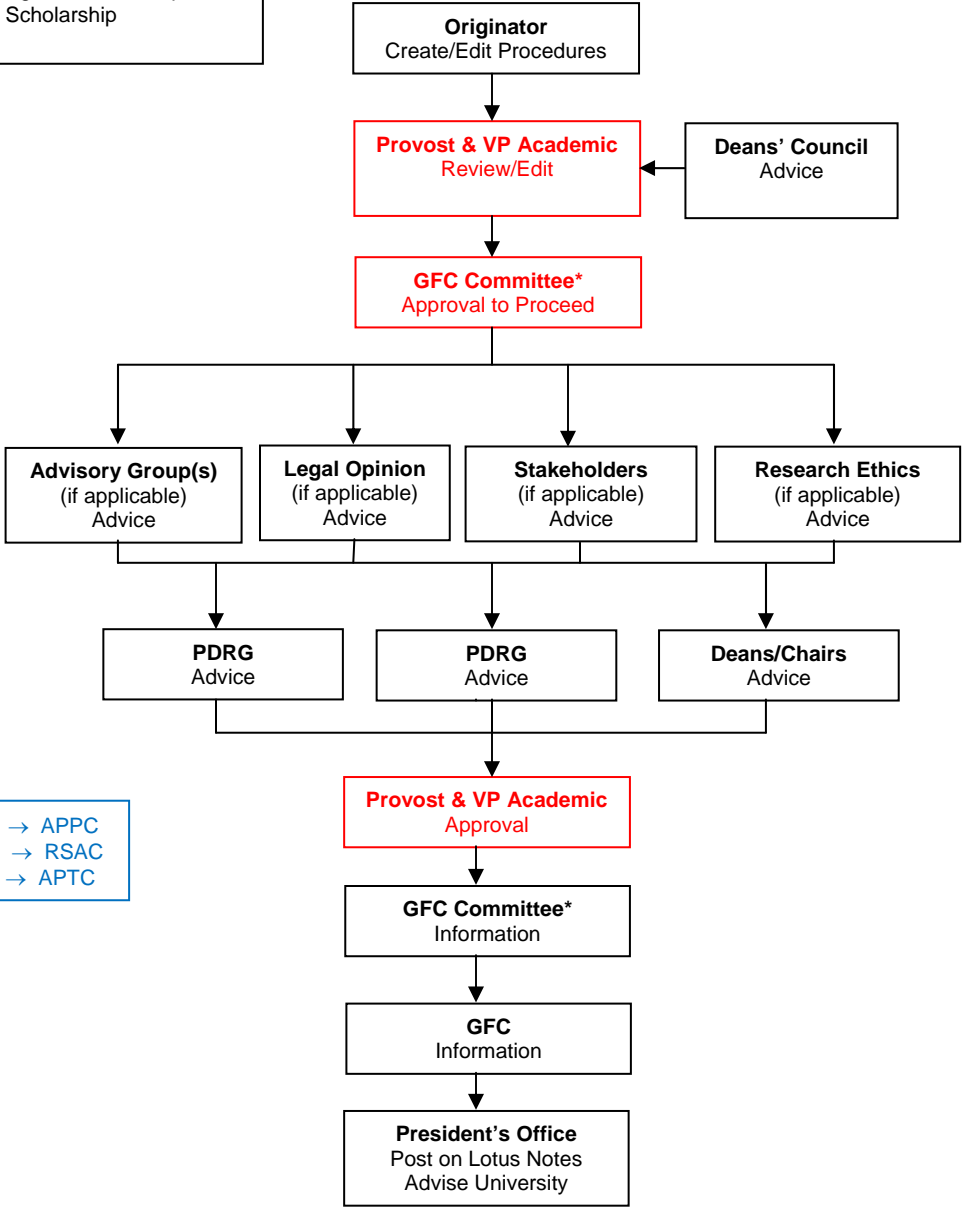 Scholarship
Originator
Create/Edit Procedures
Provost & VP Academic
Review/Edit
Deans’ Council
Advice
GFC Committee*
Approval to Proceed
Advisory Group(s)
(if applicable)
Advice
Legal Opinion
(if applicable)
Advice
Stakeholders
(if applicable)
Advice
Research Ethics
(if applicable)
Advice
PDRG
Advice
PDRG
Advice
Deans/Chairs
Advice
Provost & VP Academic
Approval
→ APPC
→ RSAC
→ APTC
GFC Committee*
Information
GFC
Information
President’s Office
Post on Lotus Notes
Advise University